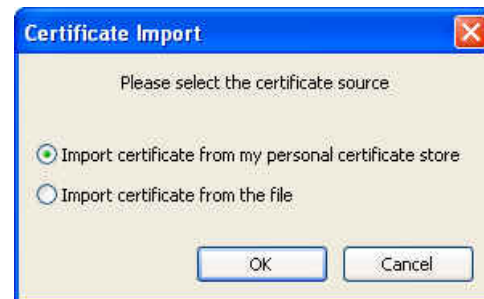 Certificate Import
Please select the certificate source
Import certificate from my personal certificate store
Import certificate from the file
OK Cancel